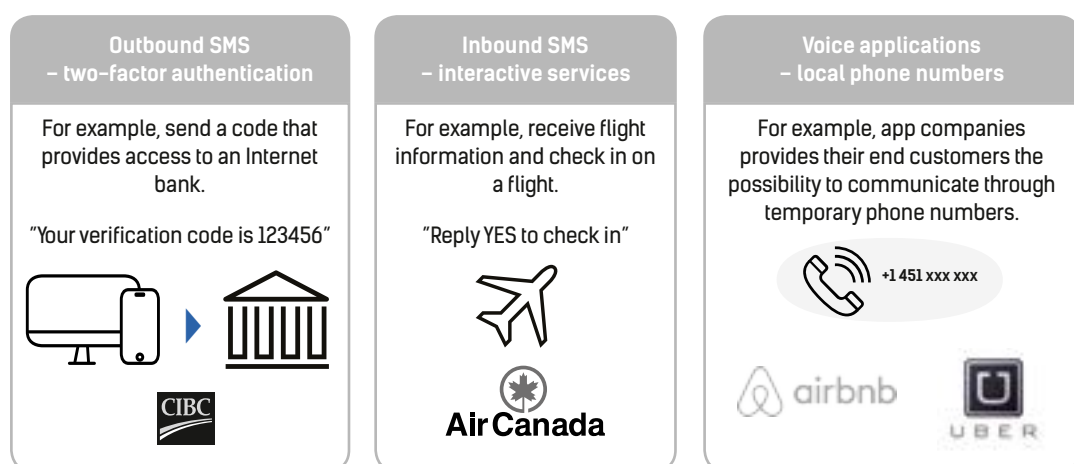 Outbound SMS
– two-factor authentication
For example, send a code that
provides access to an Internet
bank.
"Your verification code is 123456"
CIBC
Inbound SMS
– interactive services
For example, receive flight
information and check in on
a flight.
"Reply YES to check in"
Air Canada
Voice applications
– local phone numbers
For example, app companies
provides their end customers the
possibility to communicate through
temporary phone numbers.
+1 451 xxx xxx
airbnb
U
UBER